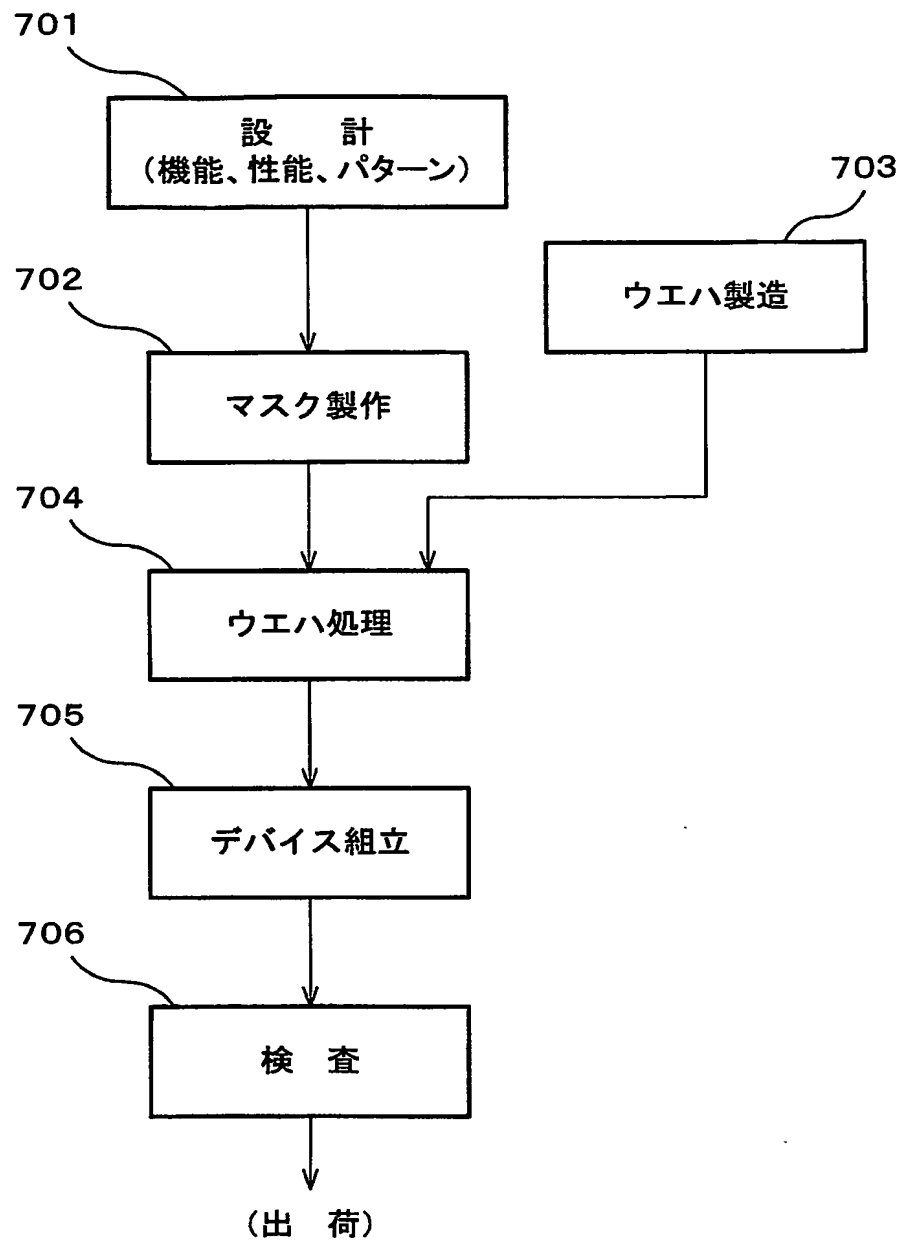 701
設　計
(機能、性能、パターン)
703
ウエハ製造
702
マスク製作
704
ウエハ処理
705
デバイス組立
706
検　査
(出　荷)